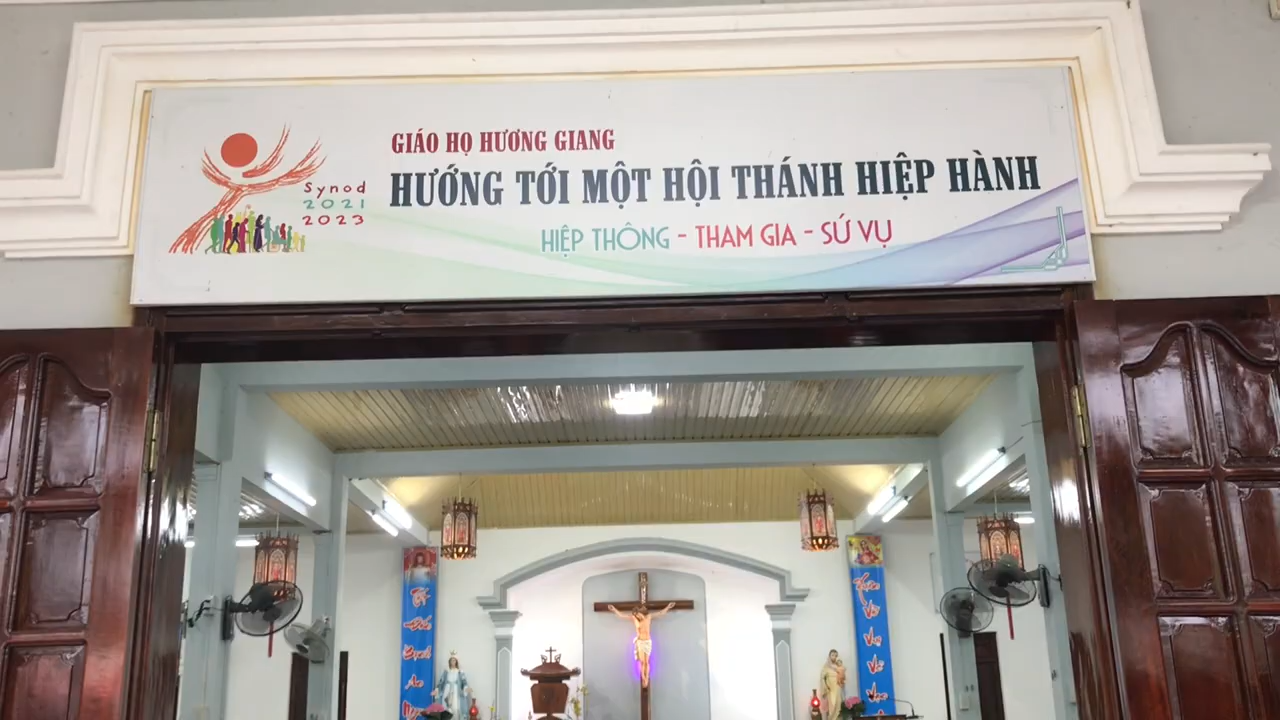 GIÁO HỌ HƯƠNG GIANG
HƯỚNG TỚI MỘT HỘI THÁNH HIỆP HÀNH
HIỆP THÔNG - THAM GIA - SỨ VỤ
Synod
2021
2023